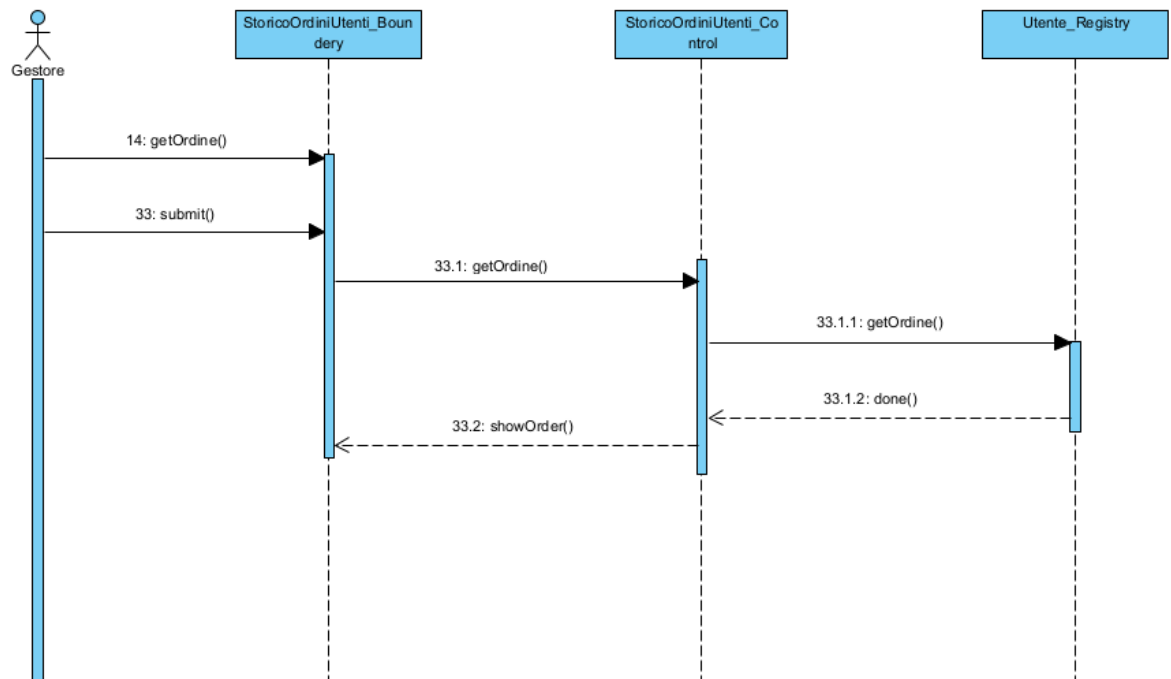 StoricoOrdiniUtenti_Boun
dery
StoricoOrdiniUtenti_Co
ntrol
Utente_Registry
Gestore
14: getOrdine()
33: submit()
33.1: getOrdine()
33.1.1: getOrdine()
33.1.2: done()
33.2: showOrder()